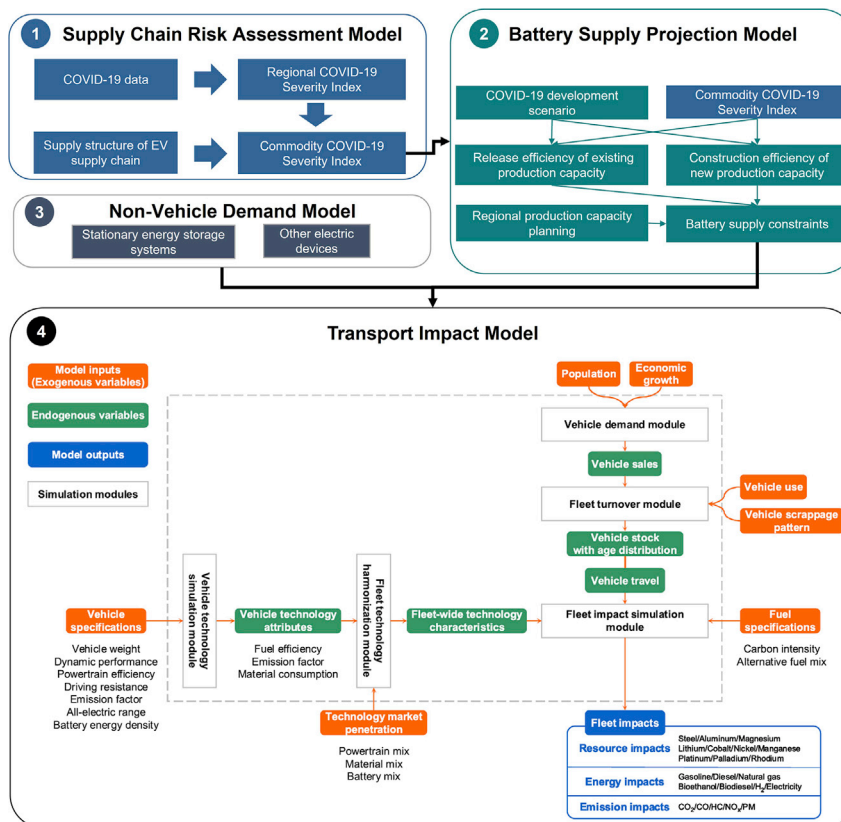 1
Supply Chain Risk Assessment Model
COVID-19 data
Regional COVID-19
Severity Index
Supply structure of EV
supply chain
Commodity COVID-19
Severity Index
2
Battery Supply Projection Model
COVID-19 development
scenario
Commodity COVID-19
Severity Index
Release efficiency of existing
production capacity
Construction efficiency of
new production capacity
Regional production capacity
planning
Battery supply constraints
3
Non-Vehicle Demand Model
Stationary energy storage
systems
Other electric
devices
4
Transport Impact Model
Model inputs
(Exogenous variables)
Endogenous variables
Model outputs
Simulation modules
Population
Economic
growth
Vehicle demand module
Vehicle sales
Fleet turnover module
Vehicle use
Vehicle scrappage
pattern
Vehicle stock
with age distribution
Vehicle travel
Vehicle specifications
Vehicle weight
Dynamic performance
Powertrain efficiency
Driving resistance
Emission factor
All-electric range
Battery energy density
Vehicle technology
simulation module
Vehicle technology
attributes
Fuel efficiency
Emission factor
Material consumption
Fleet technology
harmonization module
Fleet-wide technology
characteristics
Fleet impact simulation
module
Fuel
specifications
Carbon intensity
Alternative fuel mix
Technology market
penetration
Powertrain mix
Material mix
Battery mix
Fleet impacts
Resource impacts
Steel/Aluminum/Magnesium
Lithium/Cobalt/Nickel/Manganese
Platinum/Palladium/Rhodium
Energy impacts
Gasoline/Diesel/Natural gas
Bioethanol/Biodiesel/H₂/Electricity
Emission impacts
CO₂/CO/HC/NOₓ/PM